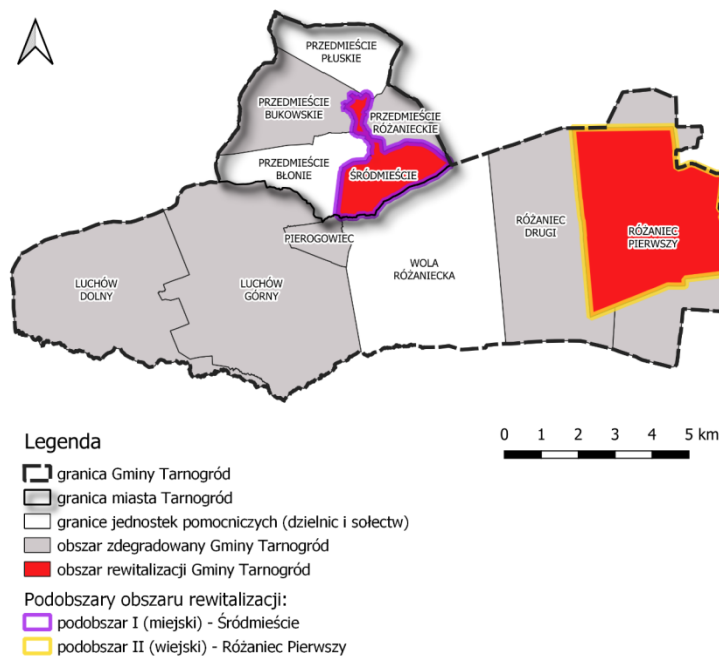 PRZEDMIEŚCIE
PŁUSKIE
PRZEDMIEŚCIE
BUKOWSKIE
PRZEDMIEŚCIE
RÓŻANIECKIE
PRZEDMIEŚCIE
BŁONIE
ŚRÓDMIEŚCIE
PIEROGOWIEC
RÓŻANIEC
DRUGI
RÓŻANIEC
PIERWSZY
WOLA
RÓŻANIECKA
LUCHÓW
DOLNY
LUCHÓW
GÓRNY
0 1 2 3 4 5 km
Legenda
granica Gminy Tarnogród
granica miasta Tarnogród
granice jednostek pomocniczych (dzielnic i sołectw)
obszar zdegradowany Gminy Tarnogród
obszar rewitalizacji Gminy Tarnogród
Podobszary obszaru rewitalizacji:
podobszar I (miejski) - Śródmieście
podobszar II (wiejski) - Różaniec Pierwszy